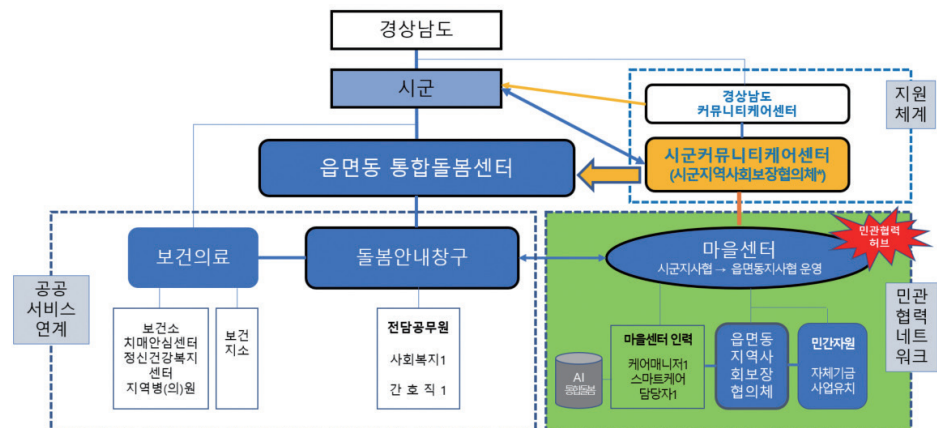 경상남도
시군
경상남도
커뮤니티케어센터
지원
체계
읍면동 통합돌봄센터
시군커뮤니티케어센터
(시군지역사회보장협의체*)
민관협력
허브
보건의료
돌봄안내창구
마을센터
시군지사협 → 읍면동지사협 운영
공공
서비스
연계
보건소
치매안심센터
정신건강복지
센터
지역병(의)원
보건
지소
전담공무원
사회복지1
간호직 1
AI
통합돌봄
마을센터 인력
케어매니저1
스마트케어
담당자1
읍면동
지역사
회보장
협의체
민간자원
자체기금
사업유치
민관
협력
네트
워크